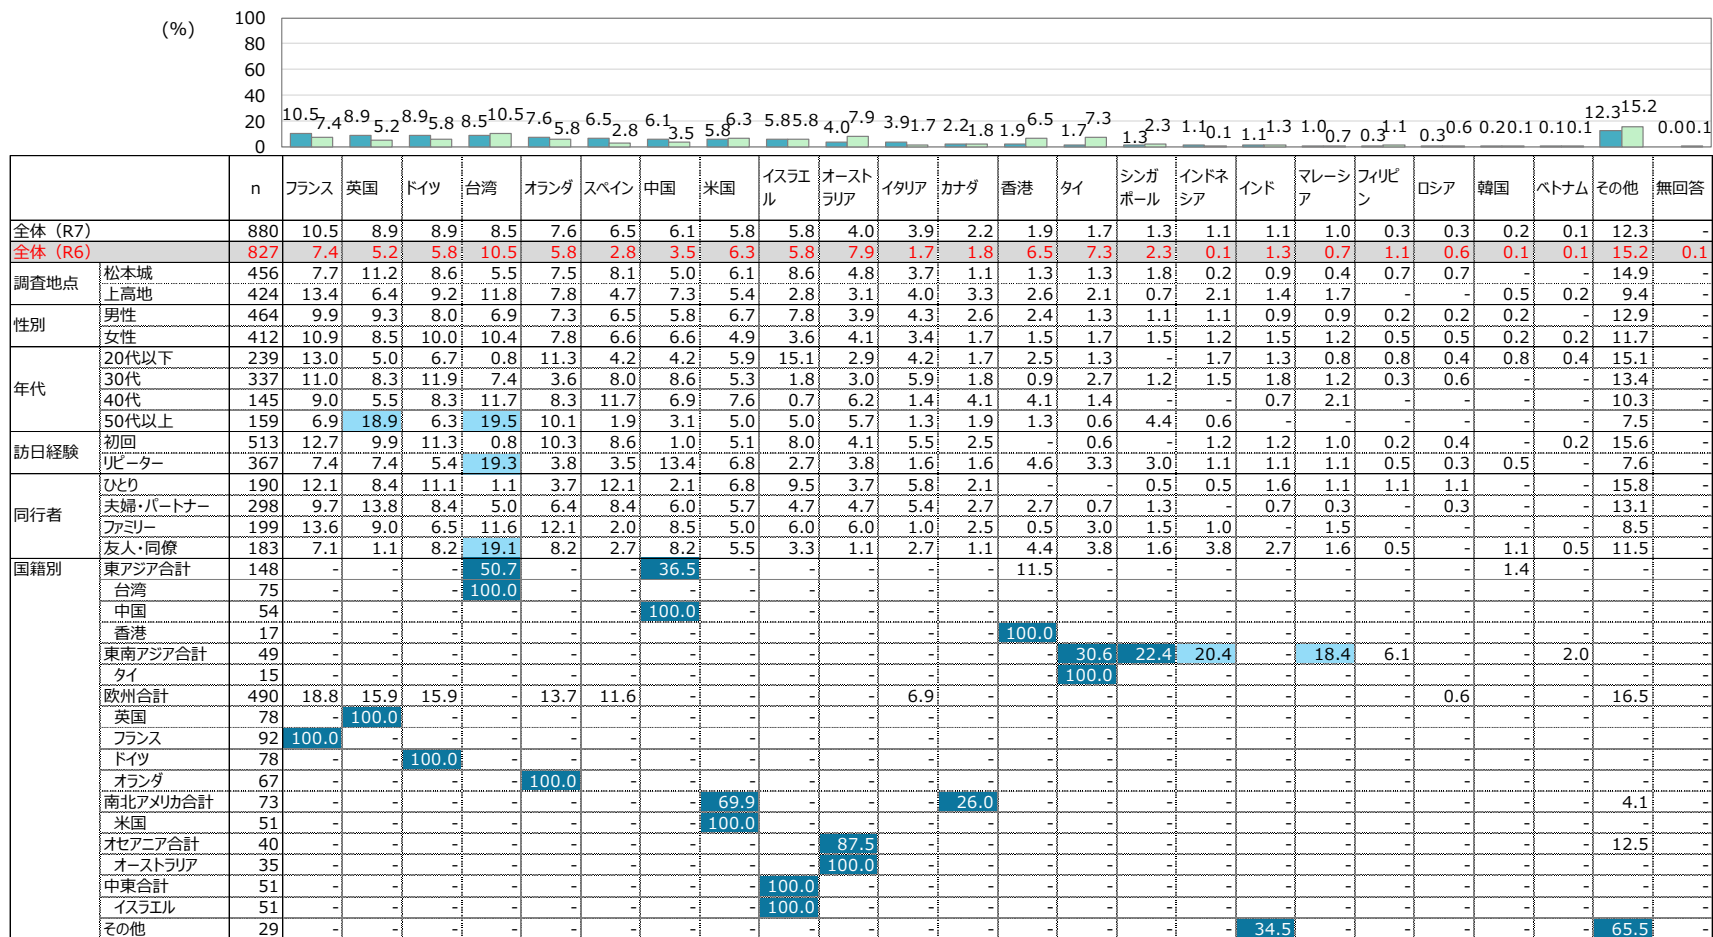 (%)
100
80
60
40
20
0
10.5 7.4 8.9 5.2 8.9 5.8 8.5 10.5 7.6 5.8 6.5 2.8 6.1 3.5 5.8 6.3 5.8 5.8 4.0 7.9 3.9 1.7 2.2 1.8 1.9 6.5 1.7 7.3 1.3 2.3 1.1 0.1 1.1 1.3 1.0 0.7 0.3 1.1 0.3 0.6 0.2 0.1 0.1 0.1 12.3 15.2 0.0 0.1
n フランス 英国 ドイツ 台湾 オランダ スペイン 中国 米国 イスラエル オーストラリア イタリア カナダ 香港 タイ シンガポール インドネシア インド マレーシア フィリピン ロシア 韓国 ベトナム その他 無回答
全体（R7） 880 10.5 8.9 8.9 8.5 7.6 6.5 6.1 5.8 5.8 4.0 3.9 2.2 1.9 1.7 1.3 1.1 1.1 1.0 0.3 0.3 0.2 0.1 12.3 -
全体（R6） 827 7.4 5.2 5.8 10.5 5.8 2.8 3.5 6.3 5.8 7.9 1.7 1.8 6.5 7.3 2.3 0.1 1.3 0.7 1.1 0.6 0.1 0.1 15.2 0.1
調査地点 松本城 456 7.7 11.2 8.6 5.5 7.5 8.1 5.0 6.1 8.6 4.8 3.7 1.1 1.3 1.3 1.8 0.2 0.9 0.4 0.7 0.7 - - 14.9 -
上高地 424 13.4 6.4 9.2 11.8 7.8 4.7 7.3 5.4 2.8 3.1 4.0 3.3 2.6 2.1 0.7 2.1 1.4 1.7 - - 0.5 0.2 9.4 -
性別 男性 464 9.9 9.3 8.0 6.9 7.3 6.5 5.8 6.7 7.8 3.9 4.3 2.6 2.4 1.3 1.1 1.1 0.9 0.9 0.2 0.2 0.2 - 12.9 -
女性 412 10.9 8.5 10.0 10.4 7.8 6.6 6.6 4.9 3.6 4.1 3.4 1.7 1.5 1.7 1.5 1.2 1.5 1.2 0.5 0.5 0.2 0.2 11.7 -
年代 20代以下 239 13.0 5.0 6.7 0.8 11.3 4.2 4.2 5.9 15.1 2.9 4.2 1.7 2.5 1.3 - 1.7 1.3 0.8 0.8 0.4 0.8 0.4 15.1 -
30代 337 11.0 8.3 11.9 7.4 3.6 8.0 8.6 5.3 1.8 3.0 5.9 1.8 0.9 2.7 1.2 1.5 1.8 1.2 0.3 0.6 - - 13.4 -
40代 145 9.0 5.5 8.3 11.7 8.3 11.7 6.9 7.6 0.7 6.2 1.4 4.1 4.1 1.4 - - 0.7 2.1 - - - - 10.3 -
50代以上 159 6.9 18.9 6.3 19.5 10.1 1.9 3.1 5.0 5.0 5.7 1.3 1.9 1.3 0.6 4.4 0.6 - - - - - - 7.5 -
訪日経験 初回 513 12.7 9.9 11.3 0.8 10.3 8.6 1.0 5.1 8.0 4.1 5.5 2.5 - 0.6 - 1.2 1.2 1.0 0.2 0.4 - 0.2 15.6 -
リピーター 367 7.4 7.4 5.4 19.3 3.8 3.5 13.4 6.8 2.7 3.8 1.6 1.6 4.6 3.3 3.0 1.1 1.1 1.1 0.5 0.3 0.5 - 7.6 -
同行者 ひとり 190 12.1 8.4 11.1 1.1 3.7 12.1 2.1 6.8 9.5 3.7 5.8 2.1 - - 0.5 0.5 1.6 1.1 1.1 1.1 - - 15.8 -
夫婦・パートナー 298 9.7 13.8 8.4 5.0 6.4 8.4 6.0 5.7 4.7 4.7 5.4 2.7 2.7 0.7 1.3 - 0.7 0.3 - 0.3 - - 13.1 -
ファミリー 199 13.6 9.0 6.5 11.6 12.1 2.0 8.5 5.0 6.0 6.0 1.0 2.5 0.5 3.0 1.5 1.0 - 1.5 - - - - 8.5 -
友人・同僚 183 7.1 1.1 8.2 19.1 8.2 2.7 8.2 5.5 3.3 1.1 2.7 1.1 4.4 3.8 1.6 3.8 2.7 1.6 0.5 - 1.1 0.5 11.5 -
国籍別 東アジア合計 148 - - - 50.7 - - 36.5 - - - - - 11.5 - - - - - - - 1.4 - - -
台湾 75 - - - 100.0 - - - - - - - - - - - - - - - - - - - -
中国 54 - - - - - - 100.0 - - - - - - - - - - - - - - - - -
香港 17 - - - - - - - - - - - - 100.0 - - - - - - - - - - -
東南アジア合計 49 - - - - - - - - - - - - - 30.6 22.4 20.4 - 18.4 6.1 - - 2.0 - -
タイ 15 - - - - - - - - - - - - - 100.0 - - - - - - - - - -
欧州合計 490 18.8 15.9 15.9 - 13.7 11.6 - - - - 6.9 - - - - - - - - 0.6 - - 16.5 -
英国 78 - 100.0 - - - - - - - - - - - - - - - - - - - - - -
フランス 92 100.0 - - - - - - - - - - - - - - - - - - - - - - -
ドイツ 78 - - 100.0 - - - - - - - - - - - - - - - - - - - - -
オランダ 67 - - - - 100.0 - - - - - - - - - - - - - - - - - - -
南北アメリカ合計 73 - - - - - - - 69.9 - - - 26.0 - - - - - - - - - - 4.1 -
米国 51 - - - - - - - 100.0 - - - - - - - - - - - - - - - -
オセアニア合計 40 - - - - - - - - - 87.5 - - - - - - - - - - - - 12.5 -
オーストラリア 35 - - - - - - - - - 100.0 - - - - - - - - - - - - - -
中東合計 51 - - - - - - - - 100.0 - - - - - - - - - - - - - - -
イスラエル 51 - - - - - - - - 100.0 - - - - - - - - - - - - - - -
その他 29 - - - - - - - - - - - - - - - - 34.5 - - - - - 65.5 -